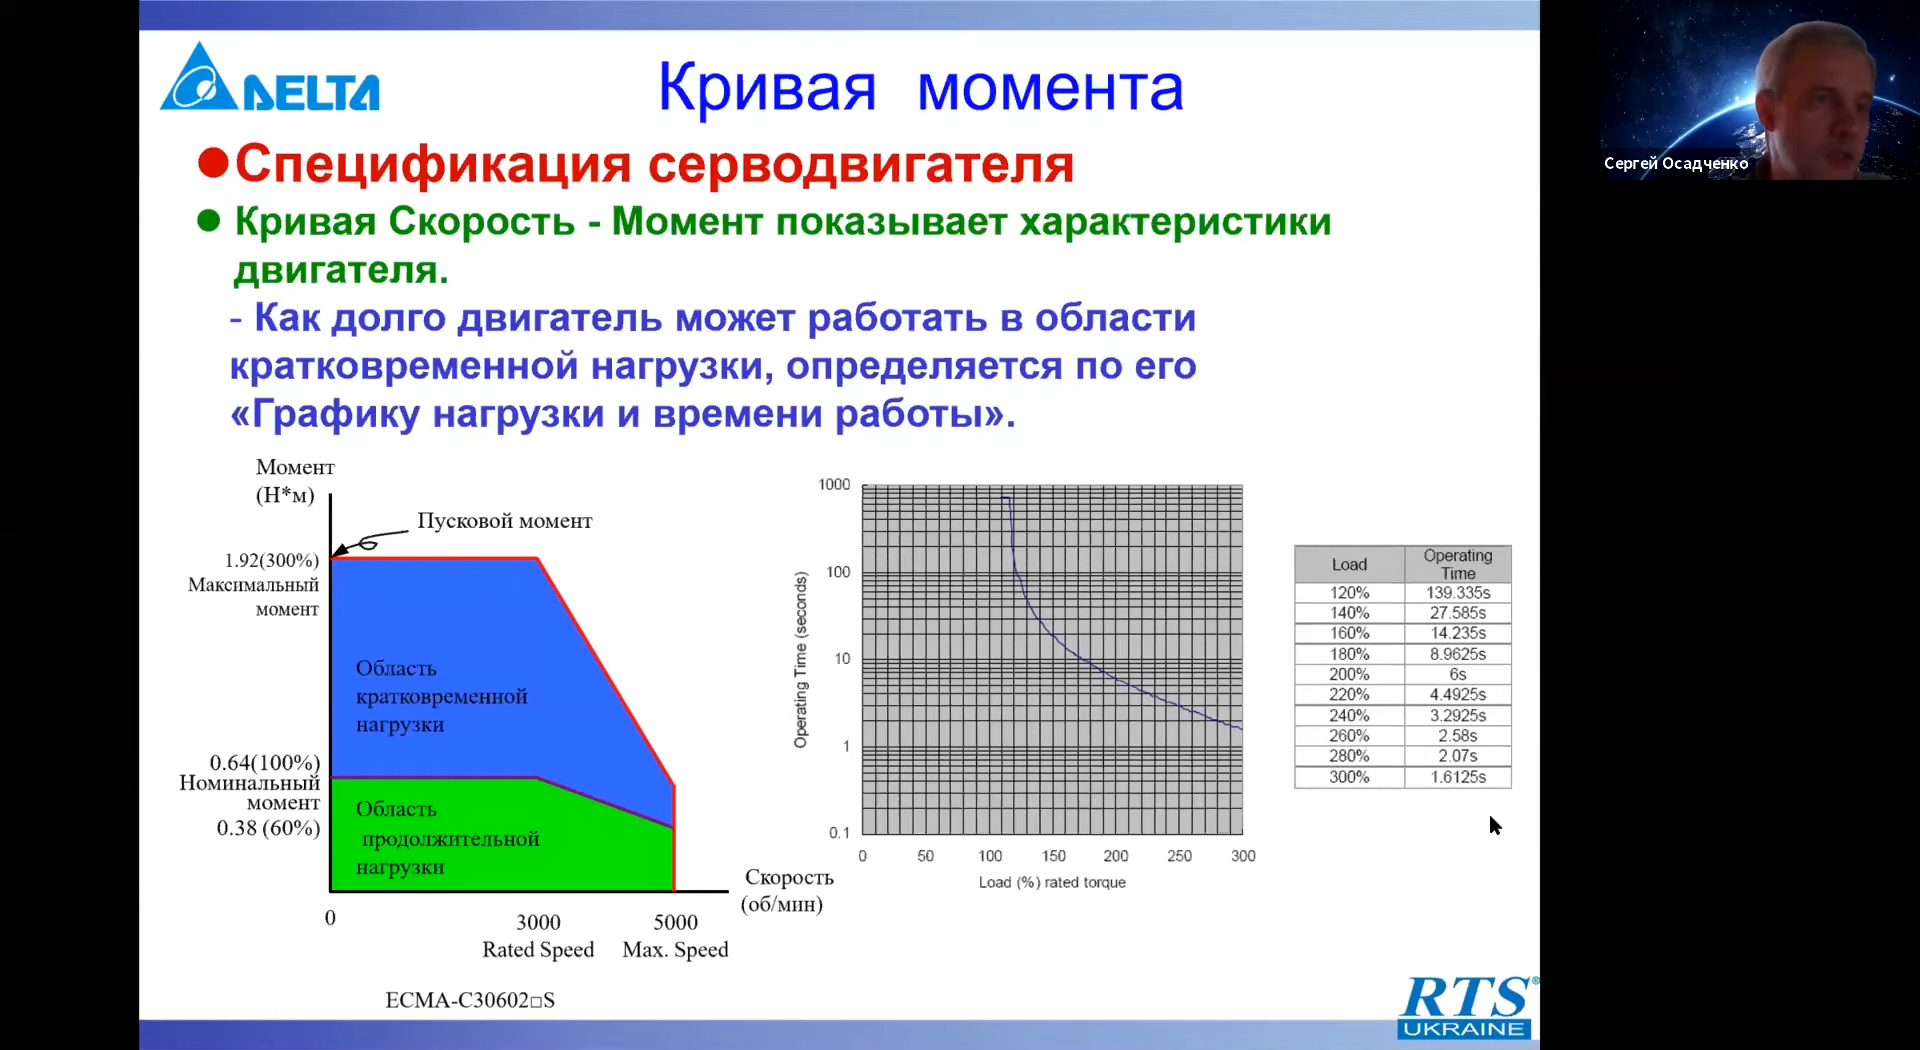 DELTA
Кривая момента
Спецификация серводвигателя
Кривая Скорость - Момент показывает характеристики
двигателя.
- Как долго двигатель может работать в области
кратковременной нагрузки, определяется по его
«Графику нагрузки и времени работы».
Момент
(Н*м)
Пусковой момент
1.92(300%)
Максимальный
момент
Область
кратковременной
нагрузки
0.64(100%)
Номинальный
момент
0.38 (60%)
Область
продолжительной
нагрузки
Скорость
(об/мин)
0
3000
5000
Rated Speed
Max. Speed
ECMA-C30602□S
1000
100
10
1
0.1
Operating Time (seconds)
0 50 100 150 200 250 300
Load (%) rated torque
Load Operating
Time
120% 139.335s
140% 27.585s
160% 14.235s
180% 8.9625s
200% 6s
220% 4.4925s
240% 3.2925s
260% 2.58s
280% 2.07s
300% 1.6125s
RTS®
UKRAINE
Сергей Осадченко